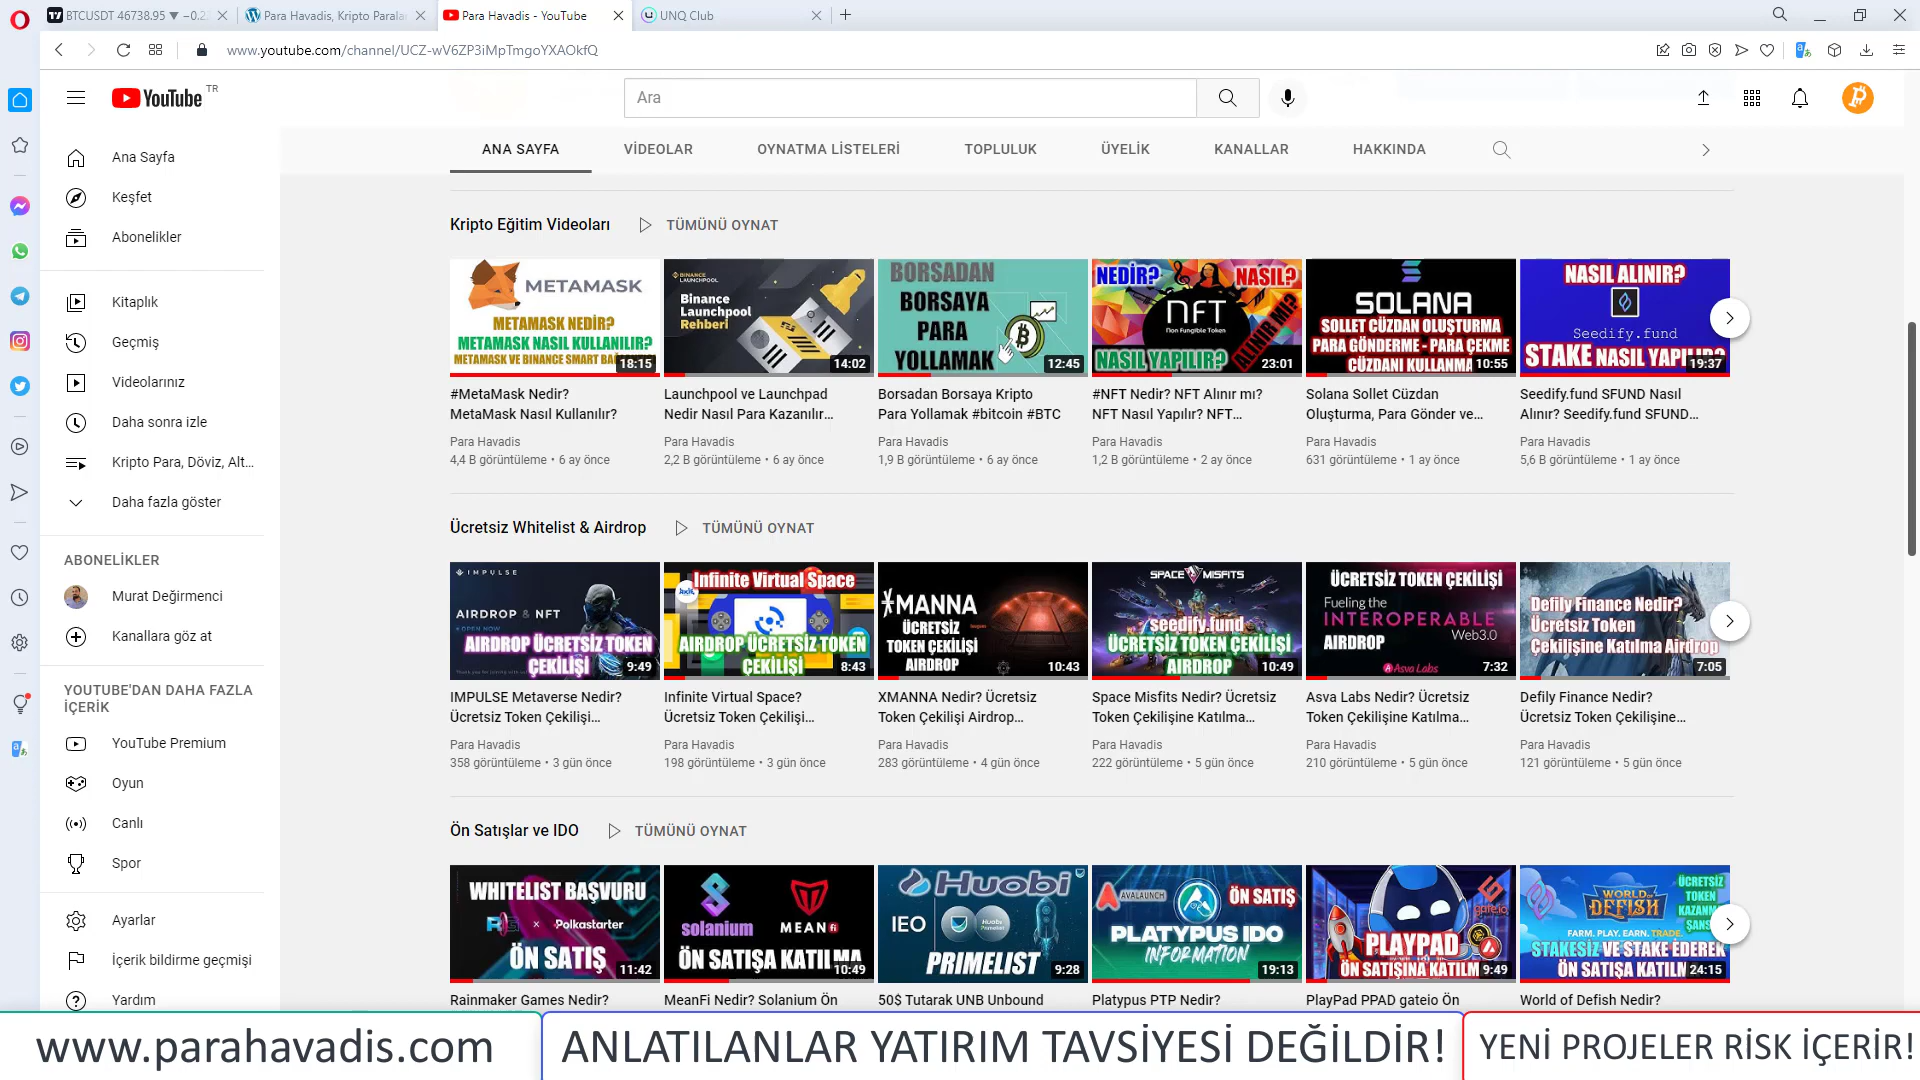 BTCUSDT 46738.95 ▼ −0.2
Para Havadis, Kripto Parala
Para Havadis - YouTube
UNQ Club
www.youtube.com/channel/UCZ-wV6ZP3iMpTmgoYXAOkfQ
YouTube TR
Ara
ANA SAYFA VİDEOLAR OYNATMA LİSTELERİ TOPLULUK ÜYELİK KANALLAR HAKKINDA
Ana Sayfa
Keşfet
Abonelikler
Kitaplık
Geçmiş
Videolarınız
Daha sonra izle
Kripto Para, Döviz, Alt...
Daha fazla göster
ABONELİKLER
Murat Değirmenci
Kanallara göz at
YOUTUBE'DAN DAHA FAZLA
İÇERİK
YouTube Premium
Oyun
Canlı
Spor
Ayarlar
İçerik bildirme geçmişi
Yardım
Kripto Eğitim Videoları TÜMÜNÜ OYNAT
METAMASK
METAMASK NEDİR?
METAMASK NASIL KULLANILIR?
METAMASK VE BINANCE SMART
18:15
#MetaMask Nedir?
MetaMask Nasıl Kullanılır?
Para Havadis
4,4 B görüntüleme • 6 ay önce
BINANCE
LAUNCHPOOL
Binance
Launchpool
Rehberi
14:02
Launchpool ve Launchpad
Nedir Nasıl Para Kazanılır...
Para Havadis
2,2 B görüntüleme • 6 ay önce
BORSADAN
BORSAYA
PARA
YOLLAMAK
12:45
Borsadan Borsaya Kripto
Para Yollamak #bitcoin #BTC
Para Havadis
1,9 B görüntüleme • 6 ay önce
NEDİR? NASIL?
NFT
Non Fungible Token
ALINIR MI?
NASIL YAPILIR?
23:01
#NFT Nedir? NFT Alınır mı?
NFT Nasıl Yapılır? NFT...
Para Havadis
1,2 B görüntüleme • 2 ay önce
SOLANA
SOLLET CÜZDAN OLUŞTURMA
PARA GÖNDERME - PARA ÇEKME
CÜZDANI KULLANMA
10:55
Solana Sollet Cüzdan
Oluşturma, Para Gönder ve...
Para Havadis
631 görüntüleme • 1 ay önce
NASIL ALINIR?
Seedify.fund
STAKE NASIL YAPILIR?
19:37
Seedify.fund SFUND Nasıl
Alınır? Seedify.fund SFUND...
Para Havadis
5,6 B görüntüleme • 1 ay önce
Ücretsiz Whitelist & Airdrop TÜMÜNÜ OYNAT
IMPULSE
AIRDROP & NFT
OPEN NOW
AIRDROP ÜCRETSİZ TOKEN
ÇEKİLİŞİ
9:49
IMPULSE Metaverse Nedir?
Ücretsiz Token Çekilişi...
Para Havadis
358 görüntüleme • 3 gün önce
Infinite Virtual Space
AIRDROP ÜCRETSİZ TOKEN
ÇEKİLİŞİ
8:43
Infinite Virtual Space?
Ücretsiz Token Çekilişi...
Para Havadis
198 görüntüleme • 3 gün önce
XMANNA
ÜCRETSİZ
TOKEN ÇEKİLİŞİ
AIRDROP
10:43
XMANNA Nedir? Ücretsiz
Token Çekilişi Airdrop...
Para Havadis
283 görüntüleme • 4 gün önce
SPACE MISFITS
seedify.fund
ÜCRETSİZ TOKEN ÇEKİLİŞİ
AIRDROP
10:49
Space Misfits Nedir? Ücretsiz
Token Çekilişine Katılma...
Para Havadis
222 görüntüleme • 5 gün önce
ÜCRETSİZ TOKEN ÇEKİLİŞİ
Fueling the
INTEROPERABLE
AIRDROP Web3.0
Asva Labs
7:32
Asva Labs Nedir? Ücretsiz
Token Çekilişine Katılma...
Para Havadis
210 görüntüleme • 5 gün önce
Defily Finance Nedir?
Ücretsiz Token
Çekilişine Katılma Airdrop
7:05
Defily Finance Nedir?
Ücretsiz Token Çekilişine...
Para Havadis
121 görüntüleme • 5 gün önce
Ön Satışlar ve IDO TÜMÜNÜ OYNAT
WHITELIST BAŞVURU
RG x Polkastarter
ÖN SATIŞ
11:42
Rainmaker Games Nedir?
solanium MEANfi
ÖN SATIŞA KATILMA
10:49
MeanFi Nedir? Solanium Ön
Huobi
IEO
PRIMELIST
9:28
50$ Tutarak UNB Unbound
AVALAUNCH ÖN SATIŞ
PLATYPUS IDO
INFORMATION
19:13
Platypus PTP Nedir?
gate.io
PLAYPAD
ÖN SATIŞINA KATILM
9:49
PlayPad PPAD gateio Ön
ÜCRETSİZ
TOKEN
KAZANMA
ŞANSI
WORLD
DEFISH
FARM. PLAY. EARN. TRADE.
STAKESİZ VE STAKE EDEREK
ÖN SATIŞA KATILM
24:15
World of Defish Nedir?
www.parahavadis.com
ANLATILANLAR YATIRIM TAVSİYESİ DEĞİLDİR!
YENİ PROJELER RİSK İÇERİR!